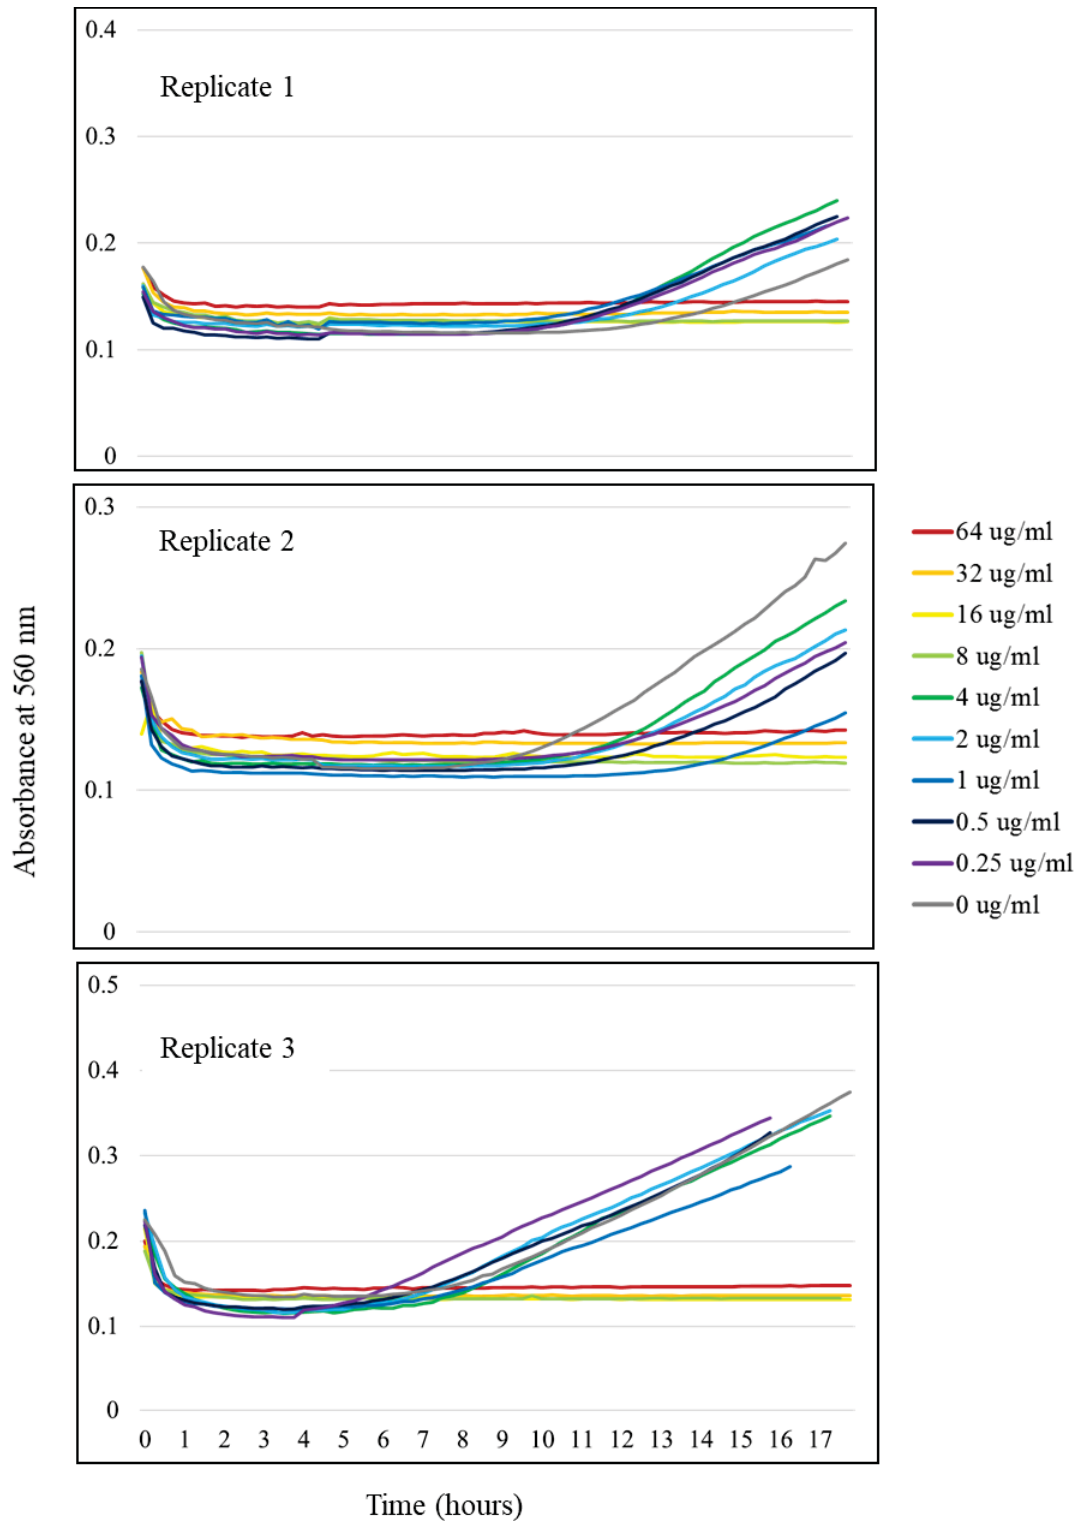 0.4
Replicate 1
0.3
0.2
0.1
0
0.3
Replicate 2
0.2
0.1
0
64 ug/ml
32 ug/ml
16 ug/ml
8 ug/ml
4 ug/ml
2 ug/ml
1 ug/ml
0.5 ug/ml
0.25 ug/ml
0 ug/ml
Absorbance at 560 nm
0.5
Replicate 3
0.4
0.3
0.2
0.1
0
0 1 2 3 4 5 6 7 8 9 10 11 12 13 14 15 16 17
Time (hours)